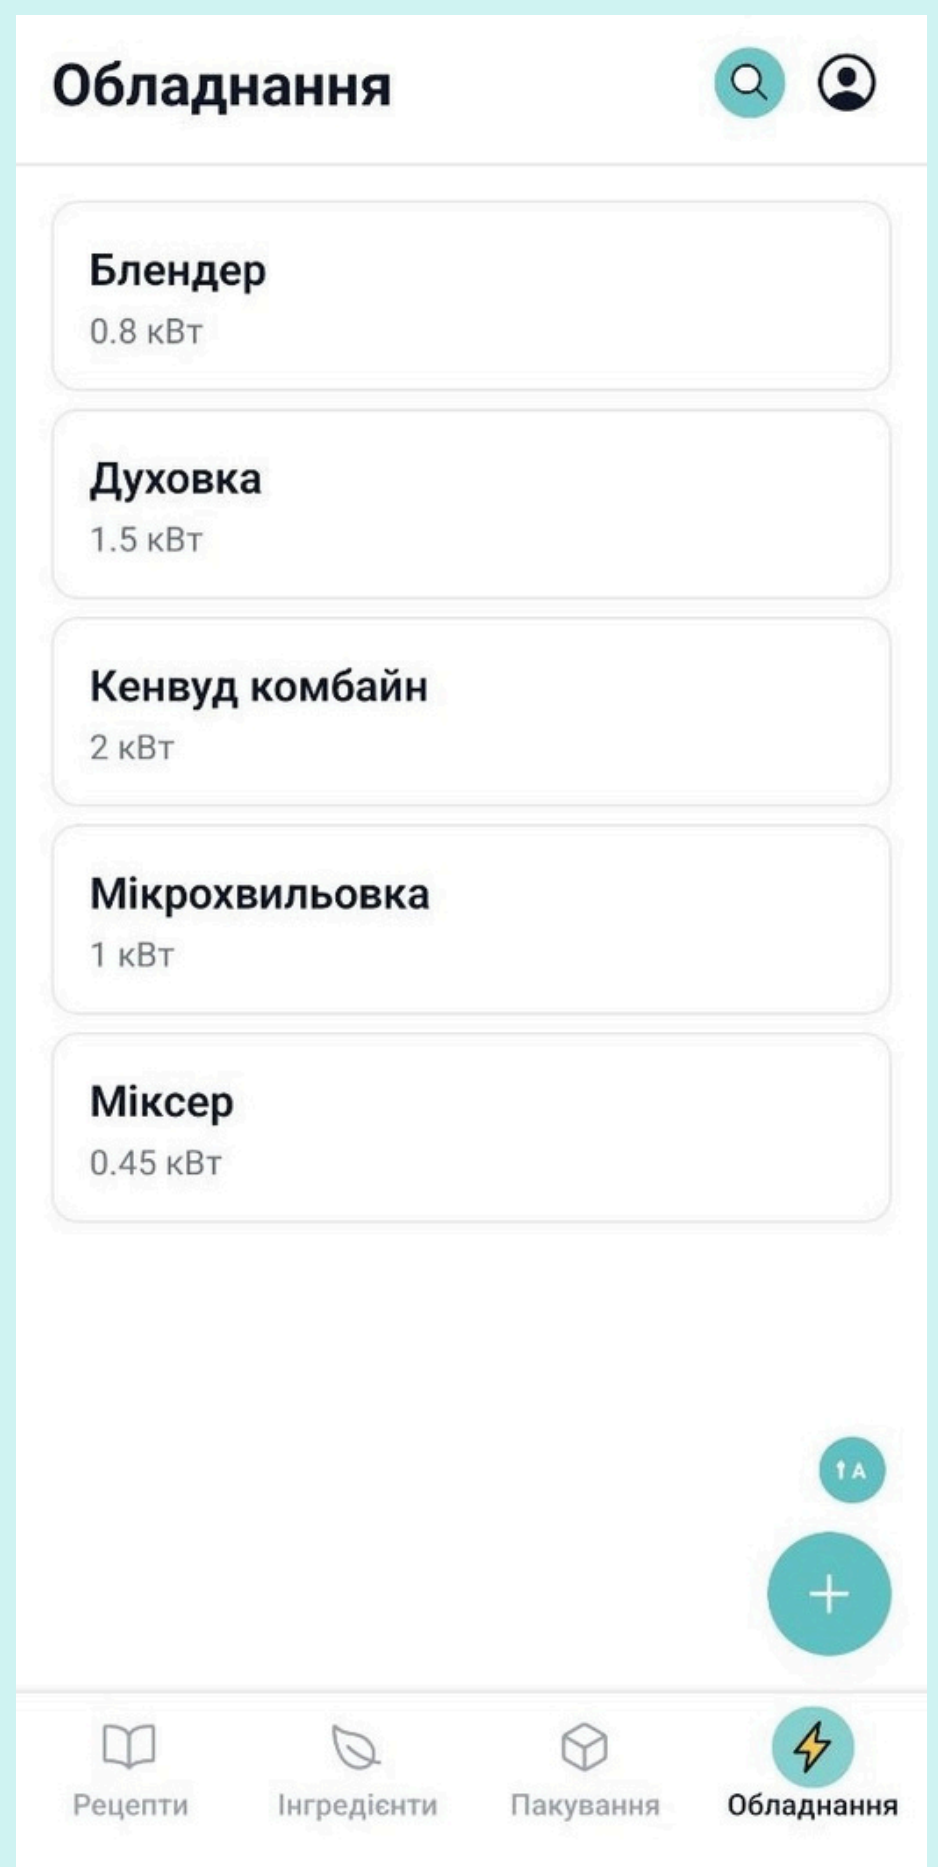 Обладнання
Блендер
0.8 кВт
Духовка
1.5 кВт
Кенвуд комбайн
2 кВт
Мікрохвильовка
1 кВт
Міксер
0.45 кВт
A
Рецепти
Інгредієнти
Пакування
Обладнання